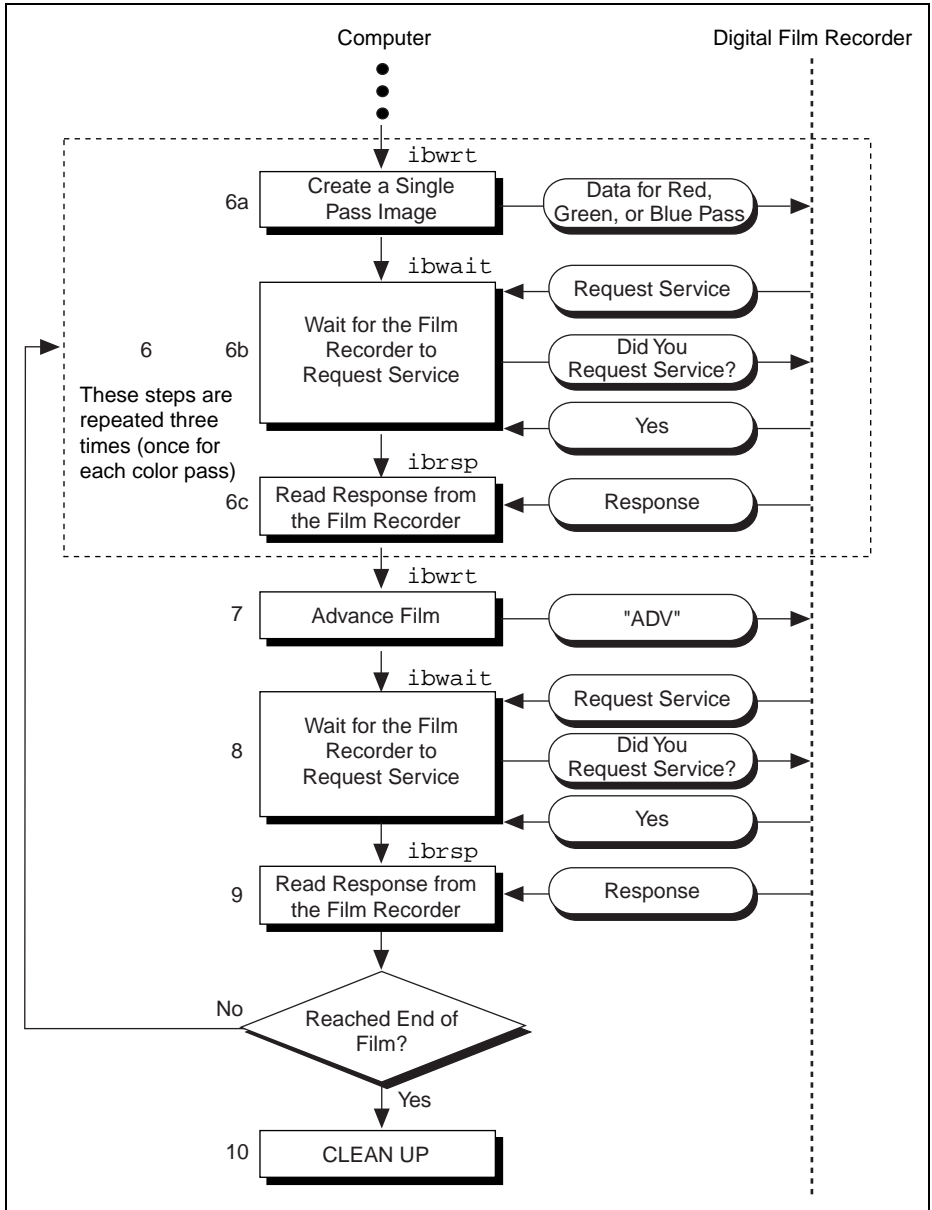 Computer
Digital Film Recorder
ibwrt
6a
Create a Single
Pass Image
Data for Red,
Green, or Blue Pass
ibwait
Request Service
6
6b
Wait for the Film
Recorder to
Request Service
Did You
Request Service?
These steps are
repeated three
times (once for
each color pass)
Yes
ibrsp
6c
Read Response from
the Film Recorder
Response
ibwrt
7
Advance Film
"ADV"
ibwait
Request Service
8
Wait for the Film
Recorder to
Request Service
Did You
Request Service?
Yes
ibrsp
9
Read Response from
the Film Recorder
Response
No
Reached End of
Film?
Yes
10
CLEAN UP